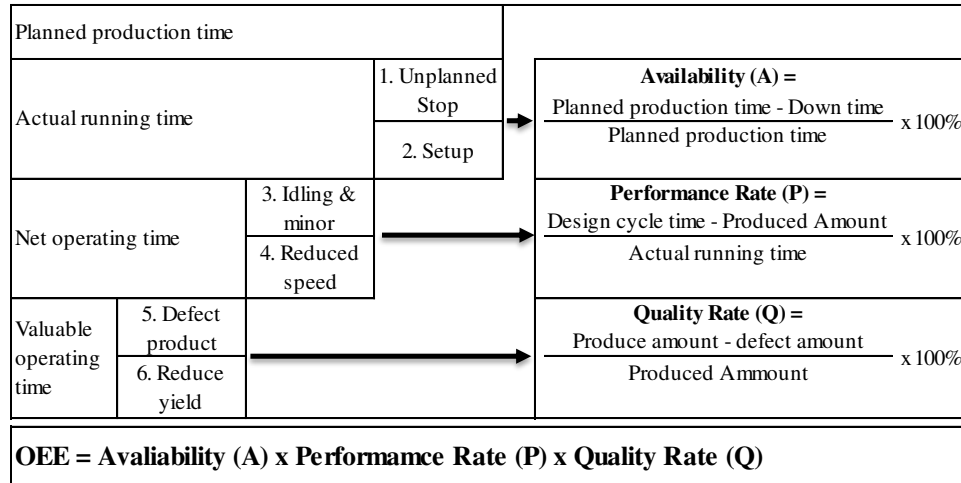 Planned production time
Actual running time
1. Unplanned
Stop
2. Setup
Availability (A) =
Planned production time - Down time
Planned production time
x 100%
Net operating time
3. Idling &
minor
4. Reduced
speed
Performance Rate (P) =
Design cycle time - Produced Amount
Actual running time
x 100%
Valuable
operating
time
5. Defect
product
6. Reduce
yield
Quality Rate (Q) =
Produce amount - defect amount
Produced Ammount
x 100%
OEE = Avaliability (A) x Performamce Rate (P) x Quality Rate (Q)